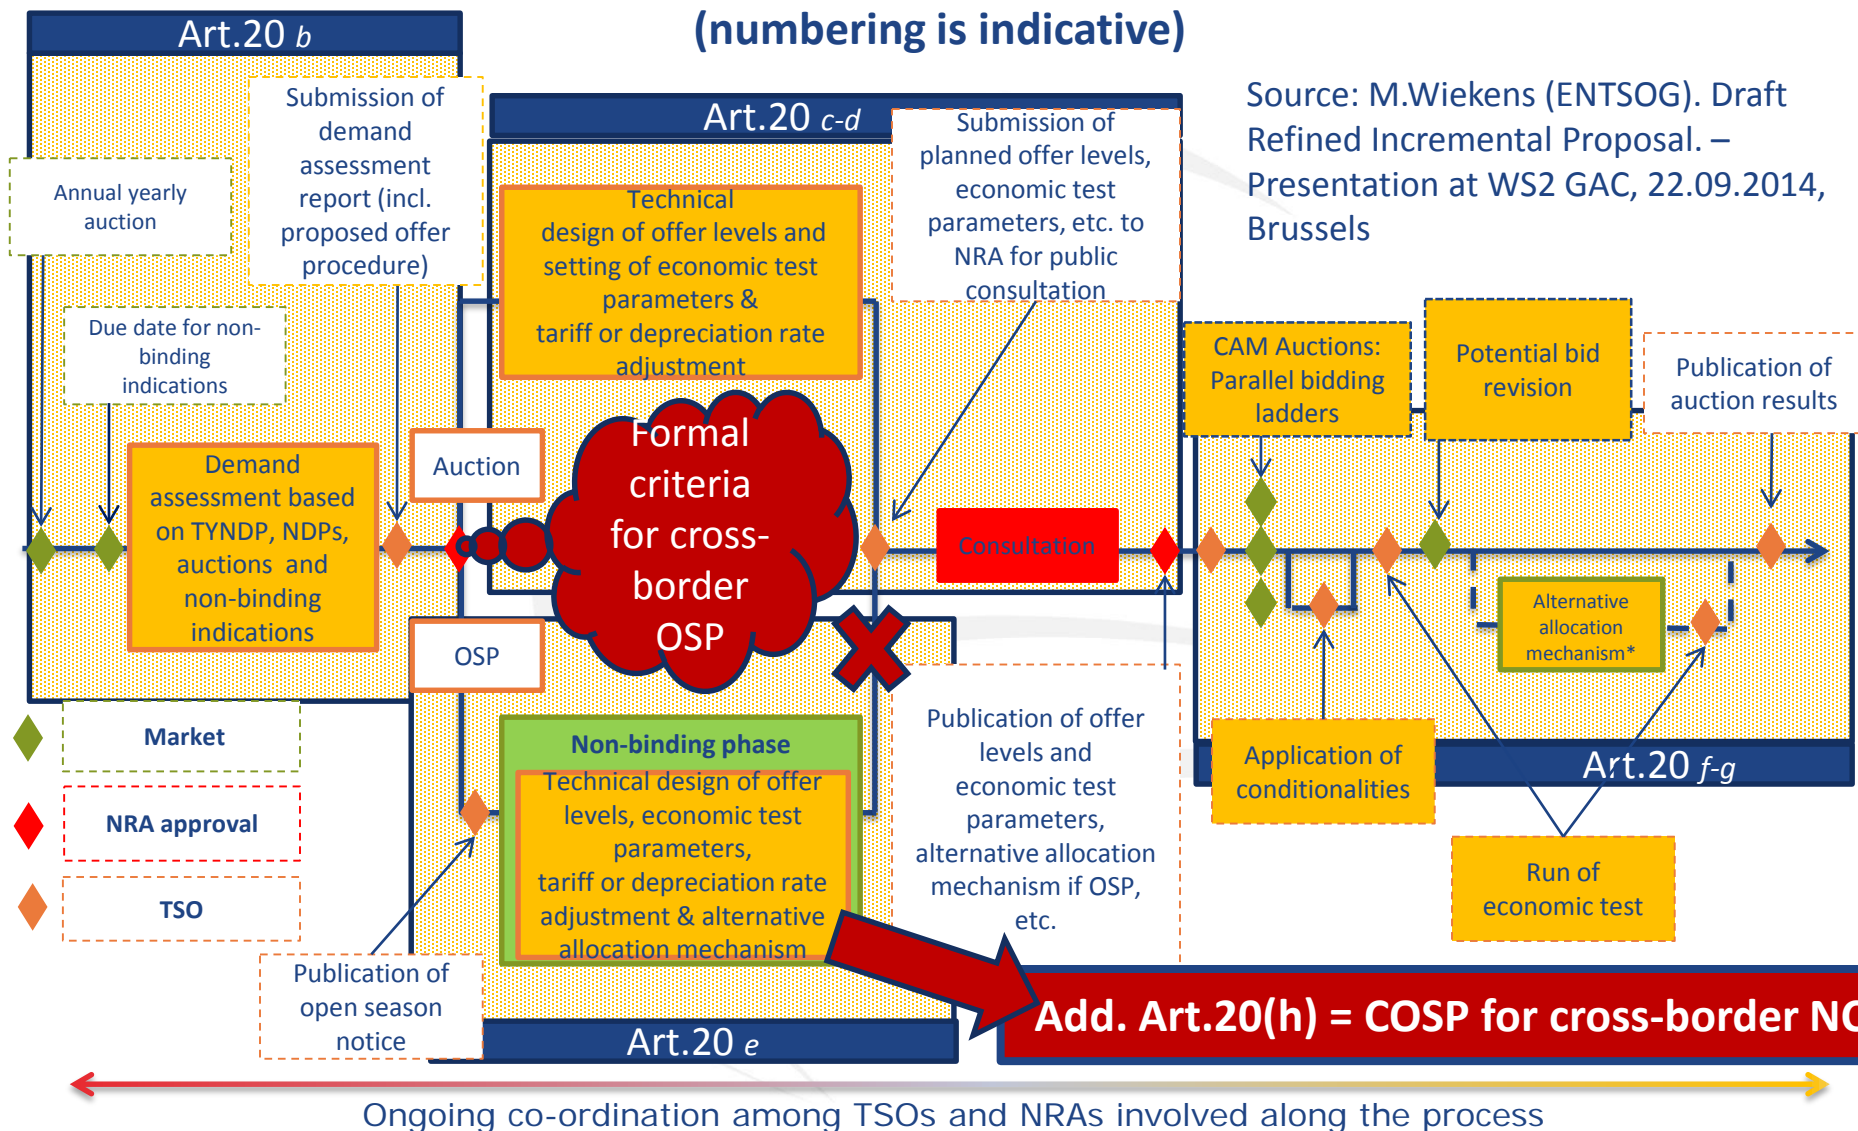 (numbering is indicative)
Art.20 b
Art.20 c-d
Source: M.Wiekens (ENTSOG). Draft
Refined Incremental Proposal. –
Presentation at WS2 GAC, 22.09.2014,
Brussels
Annual yearly
auction
Submission of
demand
assessment
report (incl.
proposed offer
procedure)
Due date for non-
binding
indications
Demand
assessment based
on TYNDP, NDPs,
auctions and
non-binding
indications
Technical
design of offer levels and
setting of economic test
parameters &
tariff or depreciation rate
adjustment
Submission of
planned offer levels,
economic test
parameters, etc. to
NRA for public
consultation
Auction
OSP
Formal
criteria
for cross-
border
OSP
Consultation
CAM Auctions:
Parallel bidding
ladders
Potential bid
revision
Publication of
auction results
Alternative
allocation
mechanism*
Art.20 f-g
Application of
conditionalities
Run of
economic test
Market
NRA approval
TSO
Non-binding phase
Technical design of offer
levels, economic test
parameters,
tariff or depreciation rate
adjustment & alternative
allocation mechanism
Publication of offer
levels and
economic test
parameters,
alternative allocation
mechanism if OSP,
etc.
Publication of
open season
notice
Art.20 e
Add. Art.20(h) = COSP for cross-border
Ongoing co-ordination among TSOs and NRAs involved along the process